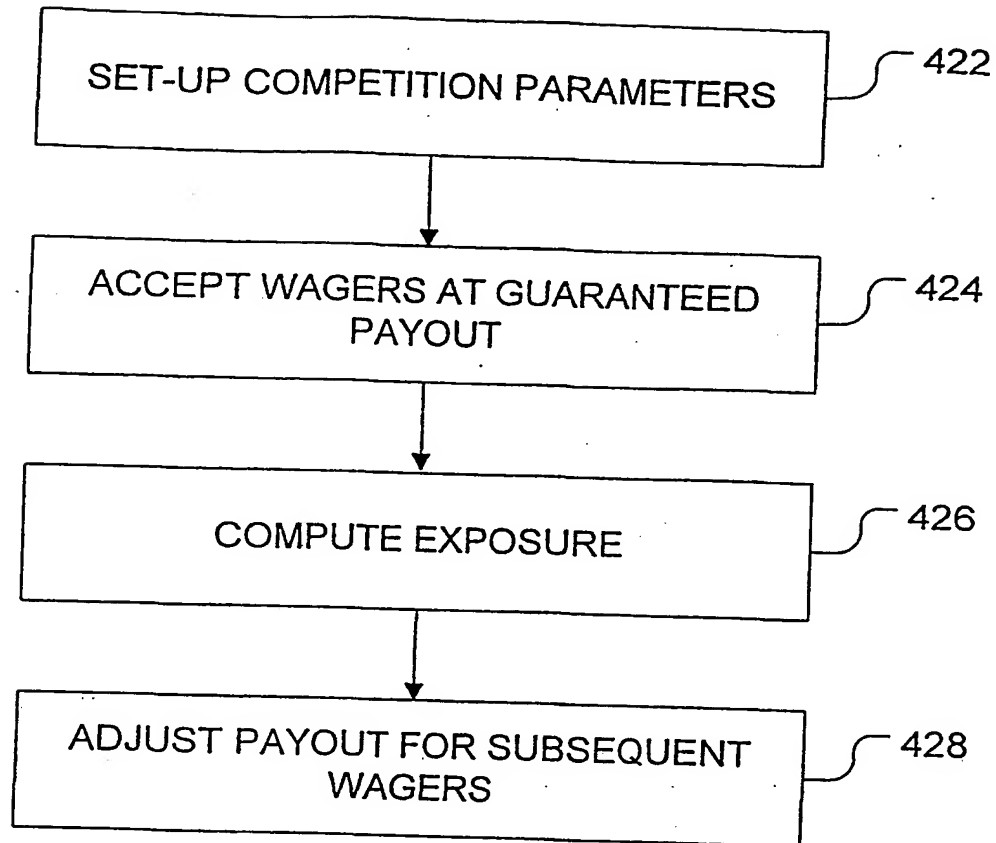 SET-UP COMPETITION PARAMETERS
422
ACCEPT WAGERS AT GUARANTEED
PAYOUT
424
COMPUTE EXPOSURE
426
ADJUST PAYOUT FOR SUBSEQUENT
WAGERS
428